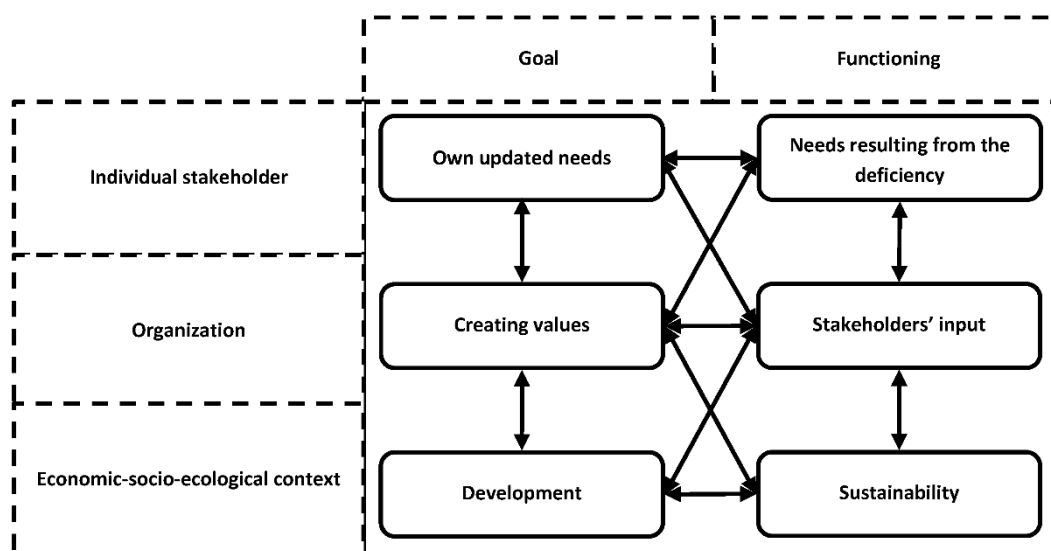 Goal
Functioning
Individual stakeholder
Own updated needs
Needs resulting from the
deficiency
Organization
Creating values
Stakeholders’ input
Economic-socio-ecological context
Development
Sustainability